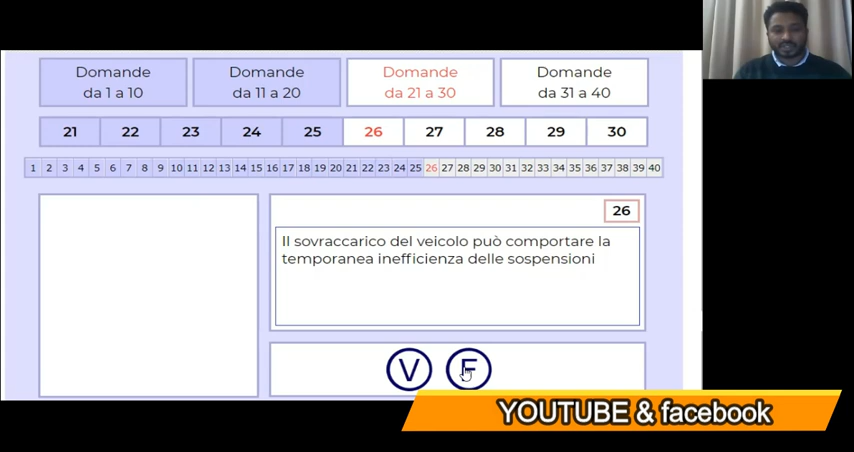 Domande
da 1 a 10
Domande
da 11 a 20
Domande
da 21 a 30
Domande
da 31 a 40
21 22 23 24 25 26 27 28 29 30
1 2 3 4 5 6 7 8 9 10 11 12 13 14 15 16 17 18 19 20 21 22 23 24 25 26 27 28 29 30 31 32 33 34 35 36 37 38 39 40
26
Il sovraccarico del veicolo può comportare la
temporanea inefficienza delle sospensioni
V F
YOUTUBE & facebook